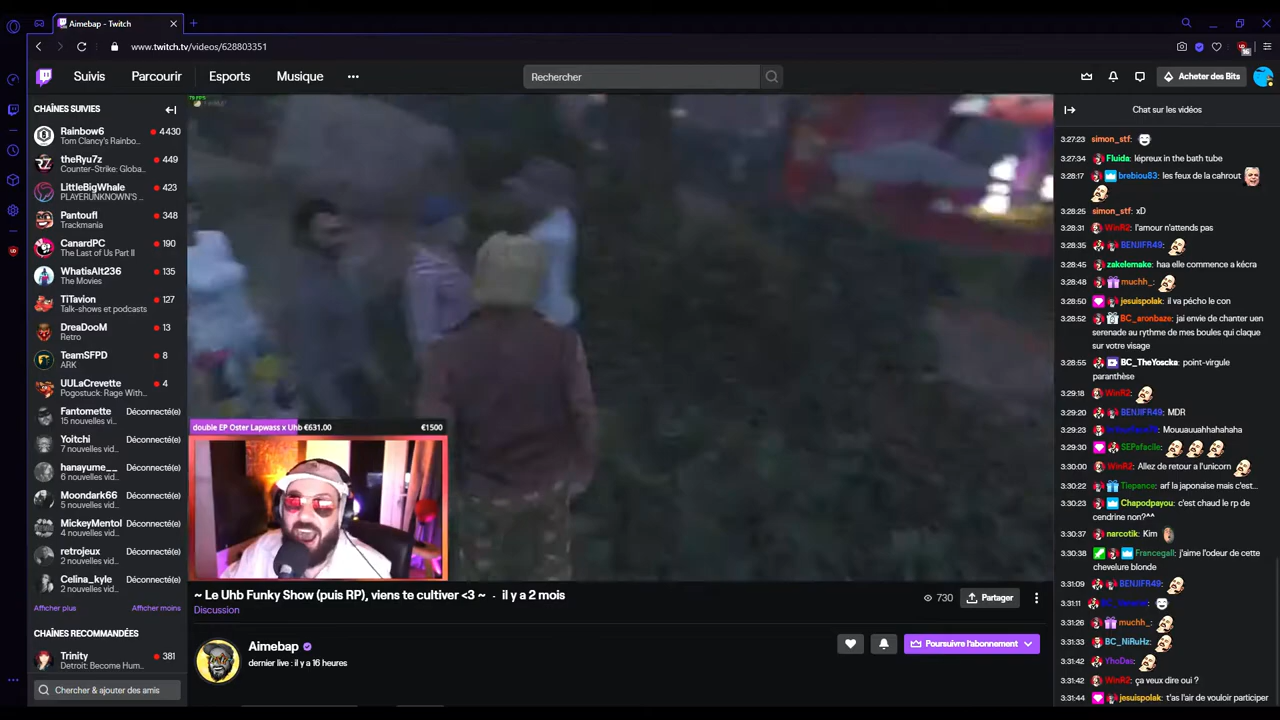 Aimebap - Twitch
www.twitch.tv/videos/628803351
Suivis
Parcourir
Esports
Musique
Rechercher
Acheter des Bits
CHAÎNES SUIVIES
Rainbow6
4430
Tom Clancy's Rainbo...
theRyu7z
449
Counter-Strike: Globa...
LittleBigWhale
423
PLAYERUNKNOWN'S ...
Pantoufl
348
Trackmania
CanardPC
190
The Last of Us Part II
WhatisAlt236
135
The Movies
TiTavion
127
Talk-shows et podcasts
DreaDooM
13
Retro
TeamSFPD
8
ARK
UULaCrevette
4
Pogostuck: Rage With...
Fantomette
Déconnecté(e)
15 nouvelles vid...
Yoitchi
Déconnecté(e)
7 nouvelles vid...
hanayume__
Déconnecté(e)
6 nouvelles vid...
Moondark66
Déconnecté(e)
5 nouvelles vid...
MickeyMentol
Déconnecté(e)
4 nouvelles vid...
retrojeux
Déconnecté(e)
2 nouvelles vid...
Celina_kyle
Déconnecté(e)
2 nouvelles vid...
Afficher plus
Afficher moins
CHAÎNES RECOMMANDÉES
Trinity
381
Detroit: Become Hum...
Chercher & ajouter des amis
double EP Oster Lapwass x Uhb €631.00
€1500
~ Le Uhb Funky Show (puis RP), viens te cultiver <3 ~ - il y a 2 mois
Discussion
730
Partager
Aimebap
dernier live : il y a 16 heures
Poursuivre l'abonnement
Chat sur les vidéos
3:27:23 simon_stf:
3:27:34 Fluida: lépreux in the bath tube
3:28:17 brebiou83: les feux de la cahrout
3:28:25 simon_stf: xD
3:28:31 WinR2: l'amour n'attends pas
3:28:35 BENJIFR49:
3:28:45 zakelemake: haa elle commence a kécra
3:28:48 muchh_:
3:28:50 jesuispolak: il va pécho le con
3:28:52 BC_aronbaze: jai envie de chanter uen
serenade au rythme de mes boules qui claque
sur votre visage
3:28:55 BC_TheYoscka: point-virgule
paranthèse
3:29:18 WinR2:
3:29:20 BENJIFR49: MDR
3:29:23 Mouuauuahhahahaha
3:29:30 SEPafacile:
3:30:00 WinR2: Allez de retour a l'unicorn
3:30:22 Tiepance: arf la japonaise mais c'est...
3:30:23 Chapodpayou: c'est chaud le rp de
cendrine non?^^
3:30:37 narcotik: Kim
3:30:38 Francegall: j'aime l'odeur de cette
chevelure blonde
3:31:09 BENJIFR49:
3:31:11
3:31:26 muchh_:
3:31:33 BC_NiRuHz:
3:31:42 YhoDas:
3:31:42 WinR2: ça veux dire oui ?
3:31:44 jesuispolak: t'as l'air de vouloir participer